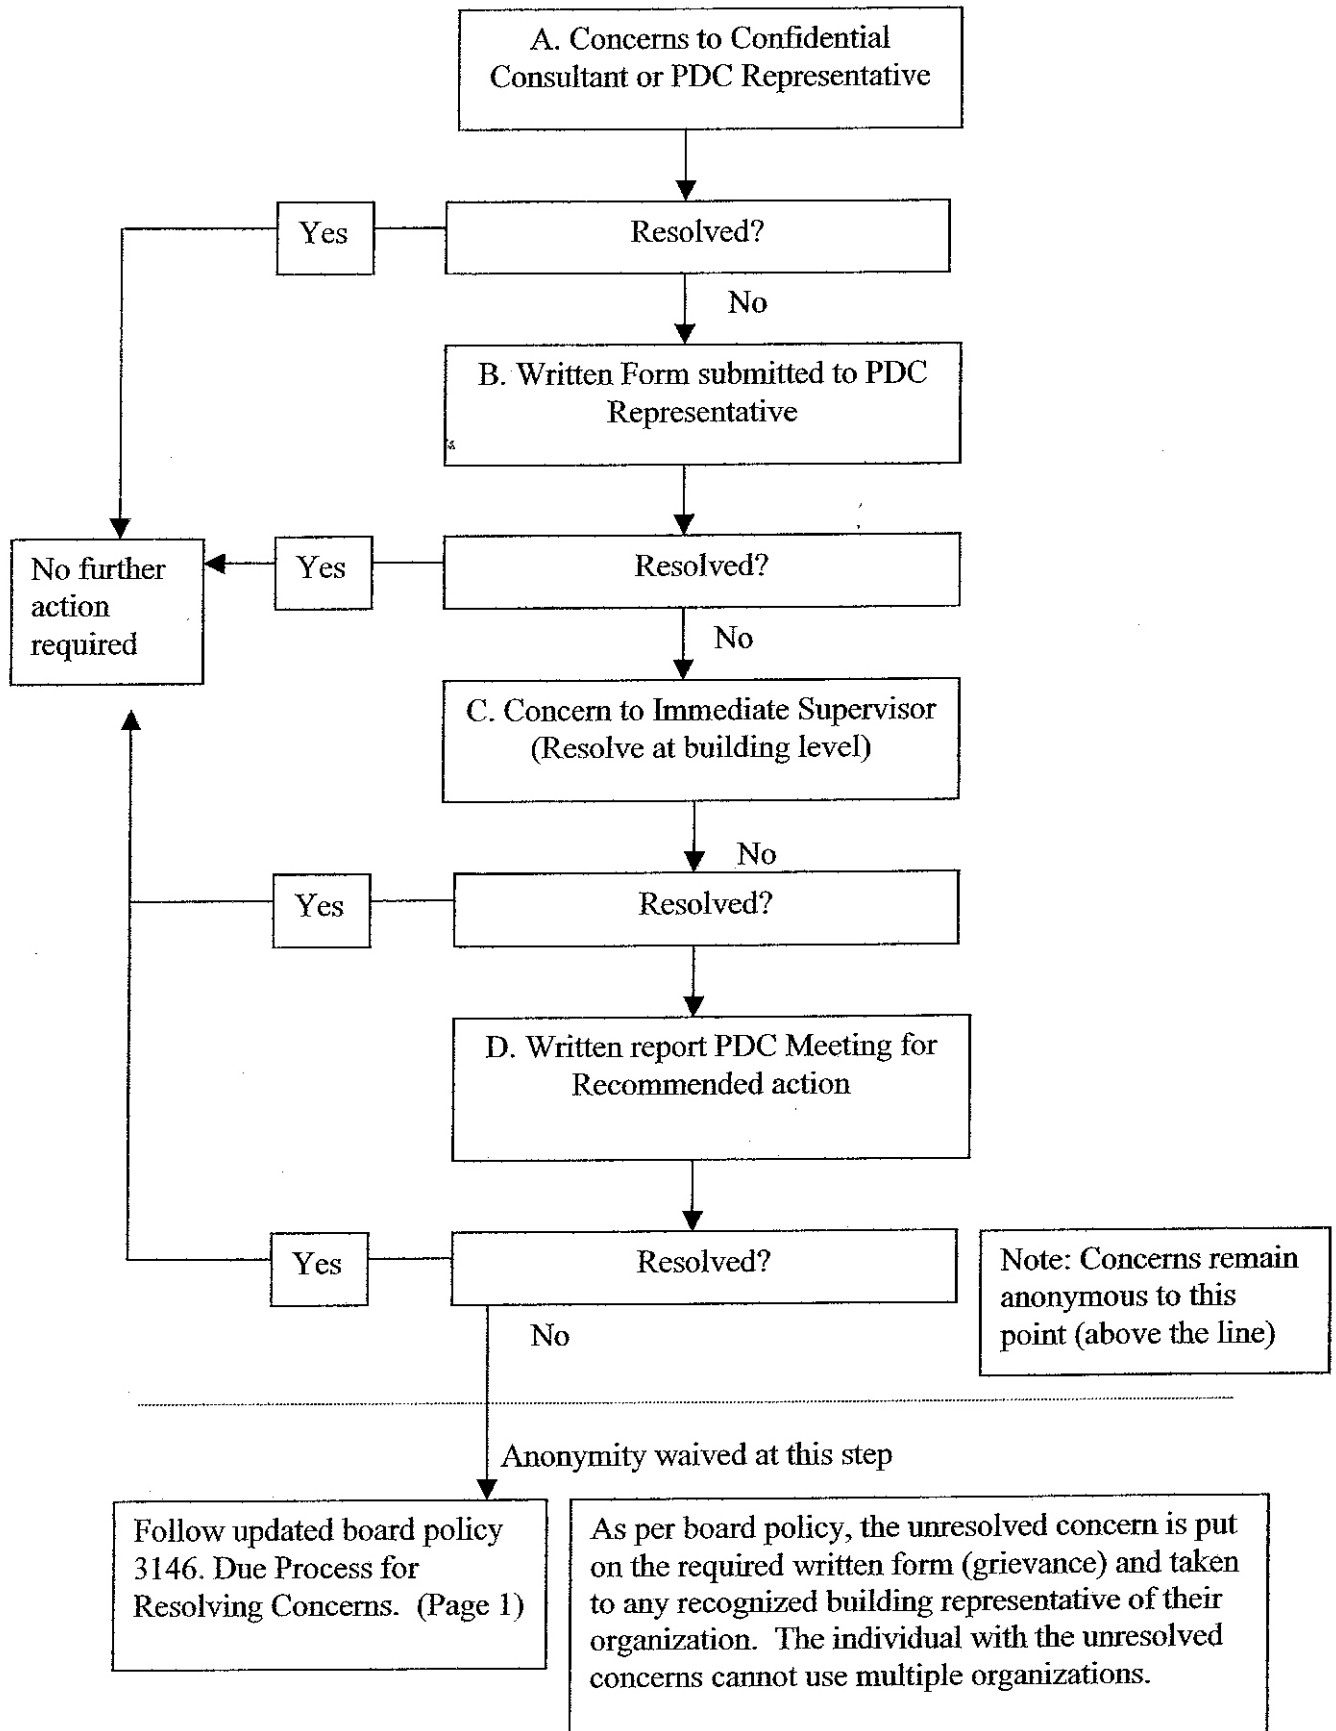 A. Concerns to Confidential
Consultant or PDC Representative
Yes
Resolved?
No
B. Written Form submitted to PDC
Representative
No further
action
required
Yes
Resolved?
No
C. Concern to Immediate Supervisor
(Resolve at building level)
No
Yes
Resolved?
D. Written report PDC Meeting for
Recommended action
Yes
Resolved?
Note: Concerns remain
anonymous to this
point (above the line)
No
Anonymity waived at this step
Follow updated board policy
3146. Due Process for
Resolving Concerns. (Page 1)
As per board policy, the unresolved concern is put
on the required written form (grievance) and taken
to any recognized building representative of their
organization. The individual with the unresolved
concerns cannot use multiple organizations.